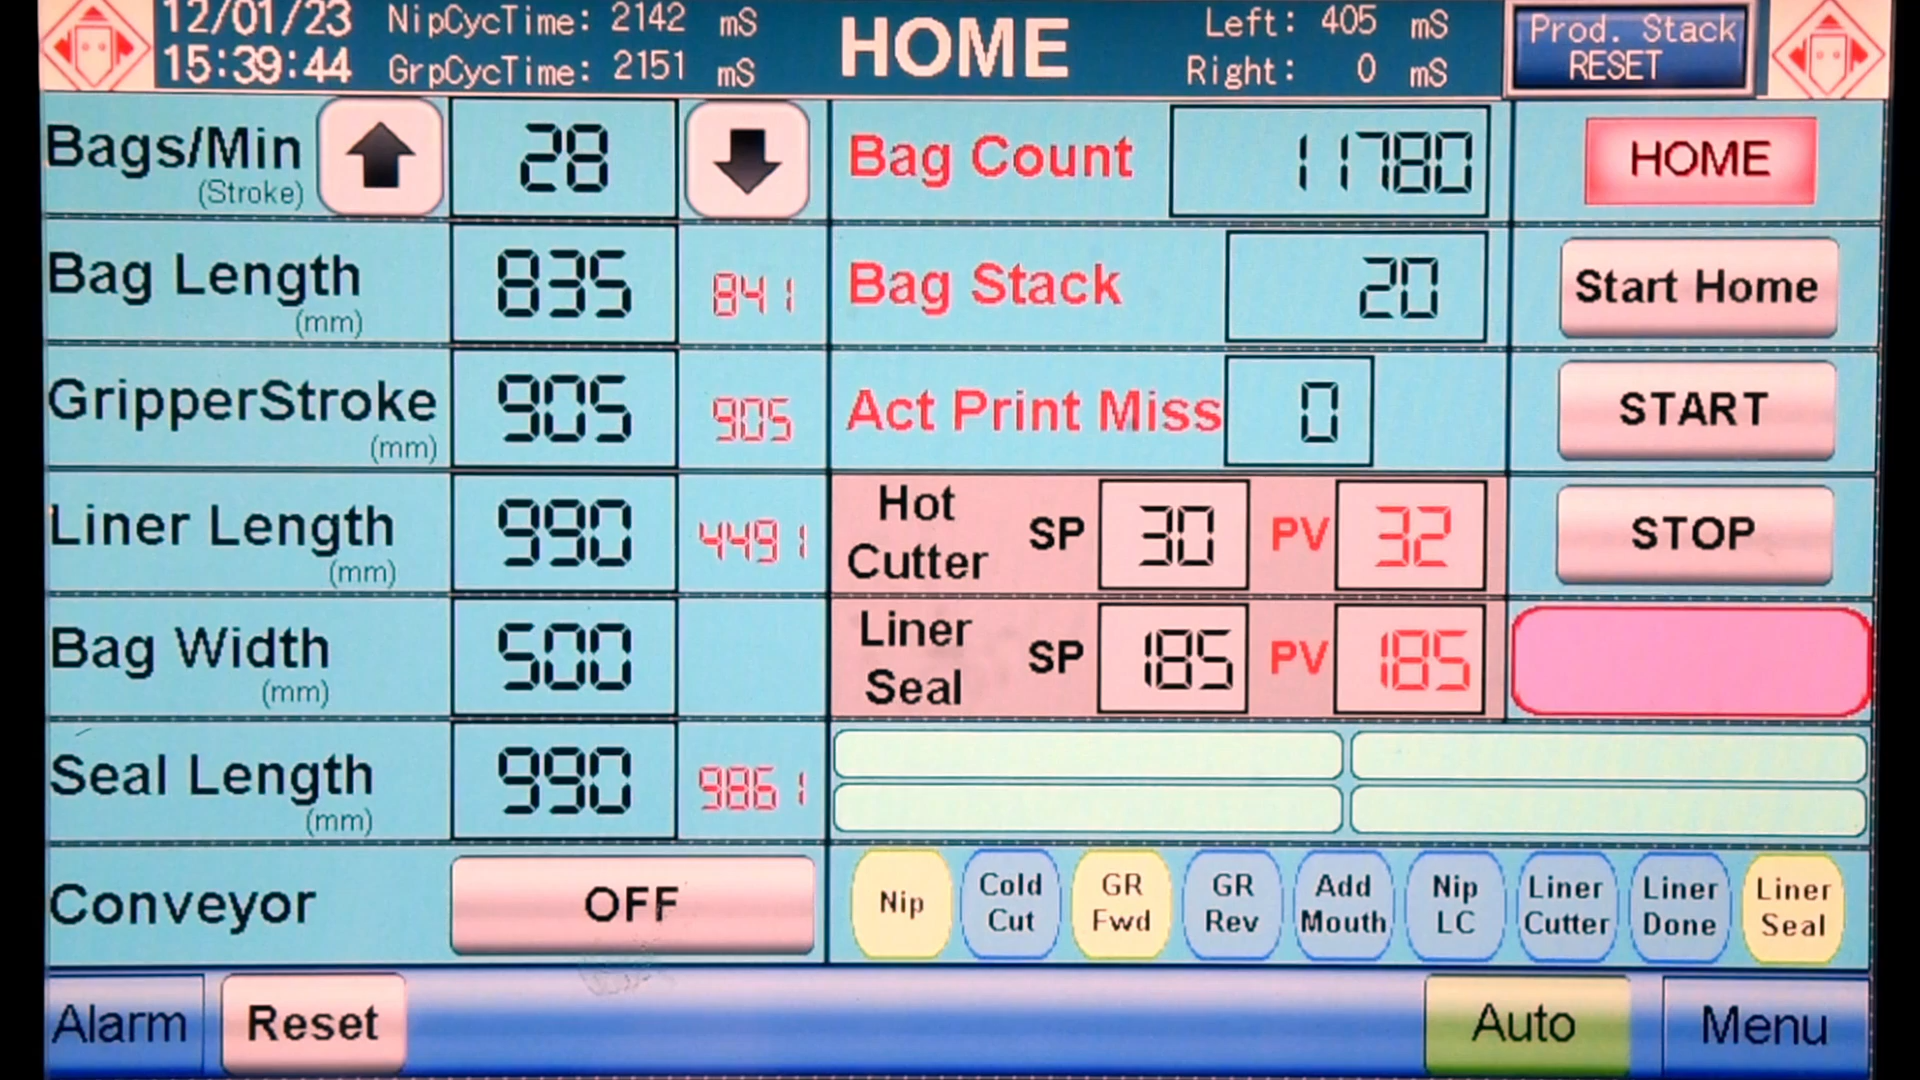 12/01/23 NipCycTime: 2142 mS HOME Left: 405 mS Prod. Stack
15:39:44 GrpCycTime: 2151 mS Right: 0 mS RESET
Bags/Min 28 Bag Count 11780 HOME
(Stroke)
Bag Length 835 841 Bag Stack 20 Start Home
(mm)
GripperStroke 905 905 Act Print Miss 0 START
(mm)
Liner Length 990 4491 Hot Cutter SP 30 PV 32 STOP
(mm)
Bag Width 500 Liner Seal SP 185 PV 185
(mm)
Seal Length 990 9861
(mm)
Conveyor OFF Nip Cold Cut GR Fwd GR Rev Add Mouth Nip LC Liner Cutter Liner Done Liner Seal
Alarm Reset Auto Menu